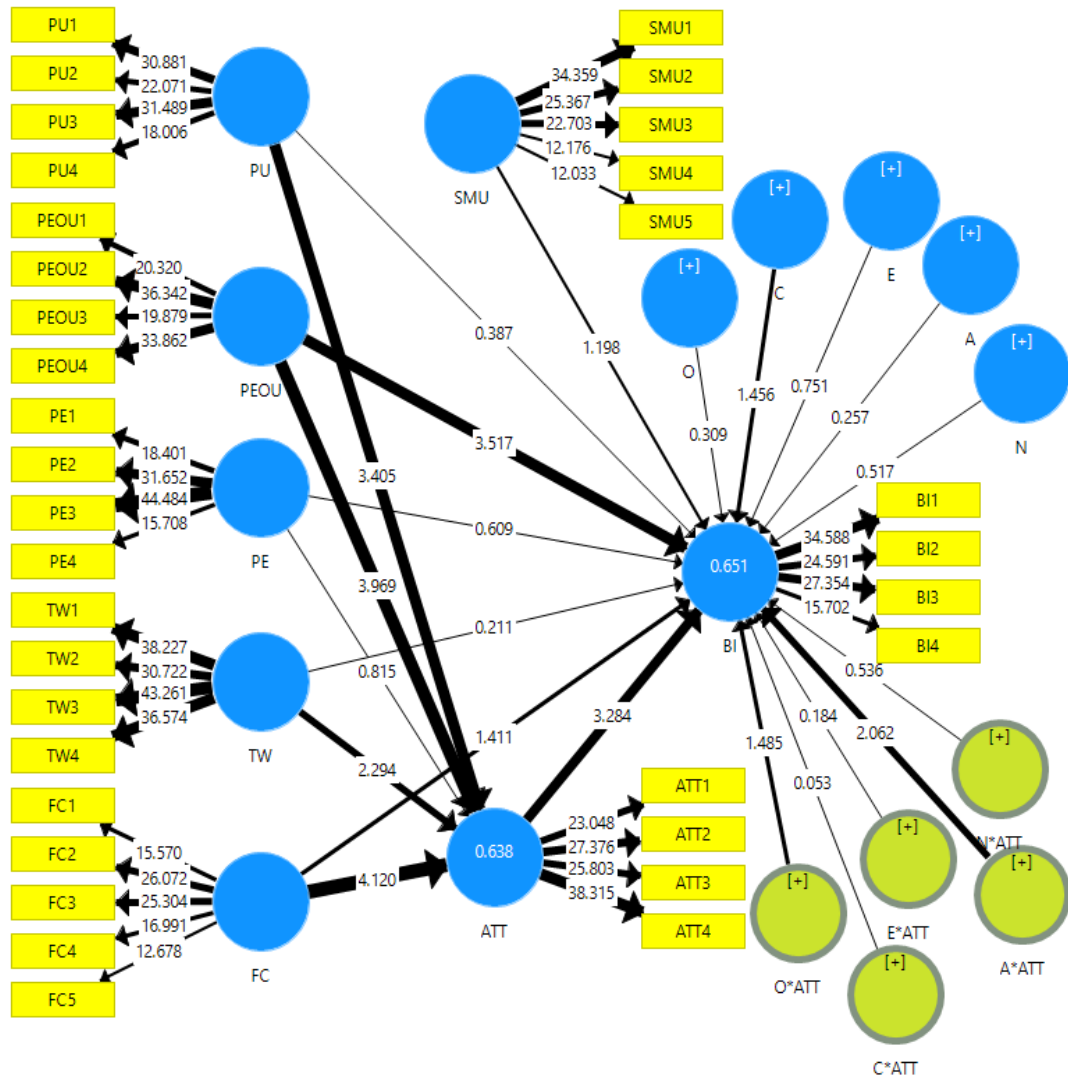 PU1
PU2
PU3
PU4
30.881
22.071
31.489
18.006
PU
SMU1
SMU2
SMU3
SMU4
SMU5
34.359
25.367
22.703
12.176
12.033
SMU
PEOU1
PEOU2
PEOU3
PEOU4
20.320
36.342
19.879
33.862
PEOU
[+]
O
[+]
C
[+]
E
[+]
A
[+]
N
0.387
1.198
0.309
1.456
0.751
0.257
0.517
PE1
PE2
PE3
PE4
18.401
31.652
44.484
15.708
PE
3.517
3.405
0.609
3.969
0.211
0.815
TW1
TW2
TW3
TW4
38.227
30.722
43.261
36.574
TW
2.294
1.411
3.284
0.651
BI
34.588
24.591
27.354
15.702
BI1
BI2
BI3
BI4
FC1
FC2
FC3
FC4
FC5
15.570
26.072
25.304
16.991
12.678
FC
4.120
0.638
ATT
23.048
27.376
25.803
38.315
ATT1
ATT2
ATT3
ATT4
1.485
0.053
0.184
2.062
0.536
[+]
N*ATT
[+]
E*ATT
[+]
A*ATT
[+]
O*ATT
[+]
C*ATT